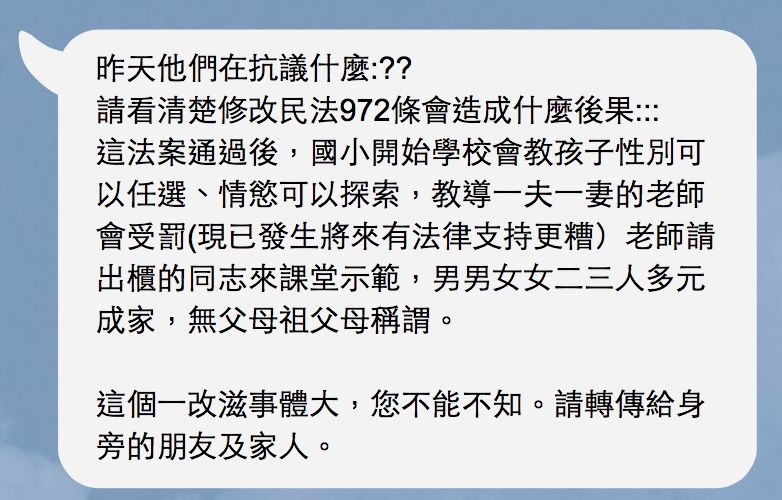 昨天他們在抗議什麼:??
請看清楚修改民法972條會造成什麼後果:::
這法案通過後，國小開始學校會教孩子性別可
以任選、情慾可以探索，教導一夫一妻的老師
會受罰(現已發生將來有法律支持更糟）老師請
出櫃的同志來課堂示範，男男女女二三人多元
成家，無父母祖父母稱謂。
這個一改滋事體大，您不能不知。請轉傳給身
旁的朋友及家人。